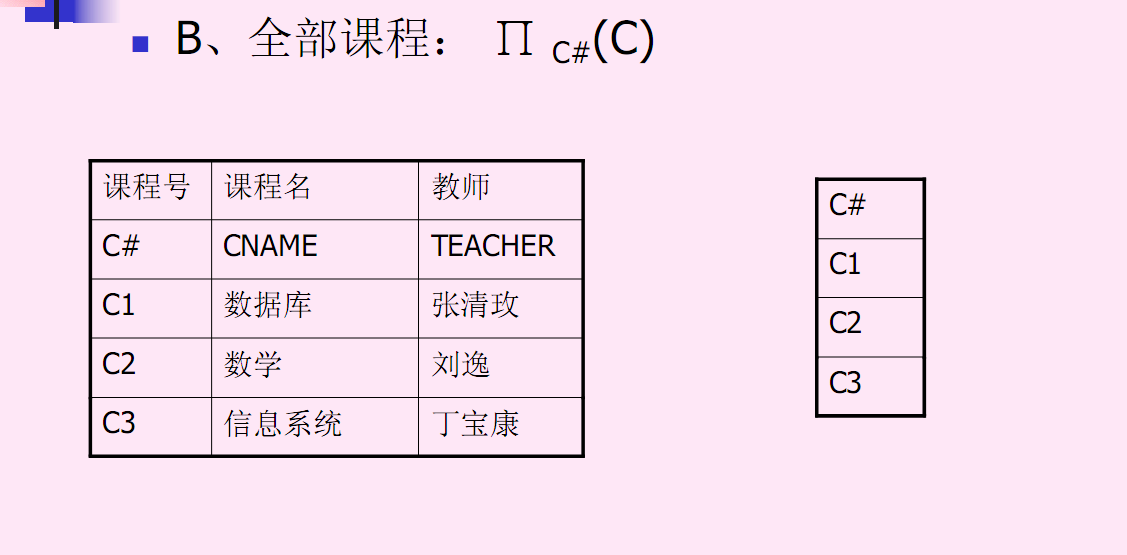 B、全部课程： ∏ C#(C)
课程号 课程名 教师
C# CNAME TEACHER
C1 数据库 张清玫
C2 数学 刘逸
C3 信息系统 丁宝康
C#
C1
C2
C3